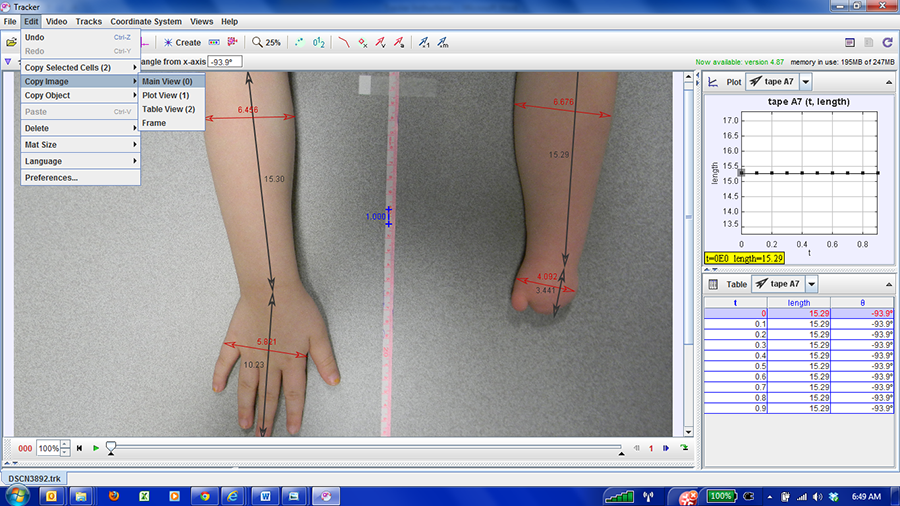 Tracker
File Edit Video Tracks Coordinate System Views Help
Undo Ctrl-Z
Redo Ctrl-Y
Copy Selected Cells (2)
Copy Image
Copy Object
Paste Ctrl-V
Delete
Mat Size
Language
Preferences...
Main View (0)
Plot View (1)
Table View (2)
Frame
Create
25%
angle from x-axis -93.9°
Now available: version 4.87 memory in use: 195MB of 247MB
6.456
15.30
5.821
10.23
1.000
6.676
15.29
4.092
3.441
Plot tape A7
tape A7 (t, length)
length
17.0
16.5
16.0
15.5
15.0
14.5
14.0
13.5
0 0.2 0.4 0.6 0.8
t
t=0E0 length=15.29
Table tape A7
t length θ
0 15.29 -93.9°
0.1 15.29 -93.9°
0.2 15.29 -93.9°
0.3 15.29 -93.9°
0.4 15.29 -93.9°
0.5 15.29 -93.9°
0.6 15.29 -93.9°
0.7 15.29 -93.9°
0.8 15.29 -93.9°
0.9 15.29 -93.9°
000 100% 1
DSCN3892.trk
100% 6:49 AM